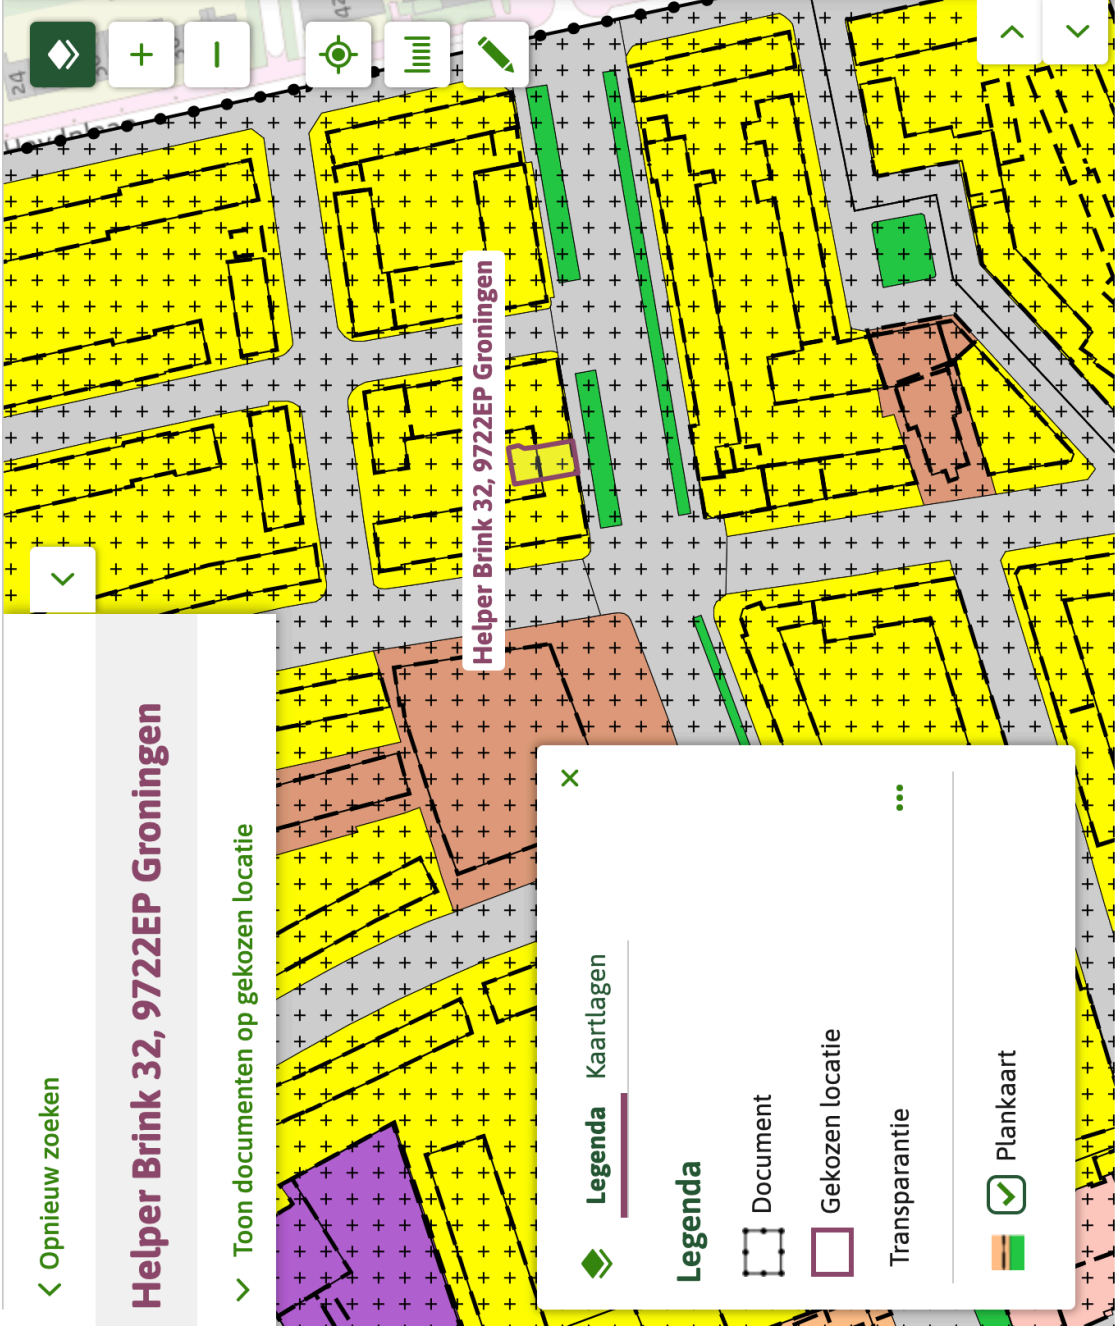 Opnieuw zoeken
Helper Brink 32, 9722EP Groningen
Toon documenten op gekozen locatie
Helper Brink 32, 9722EP Groningen
24
Legenda
Kaartlagen
Legenda
Document
Gekozen locatie
Transparantie
Plankaart